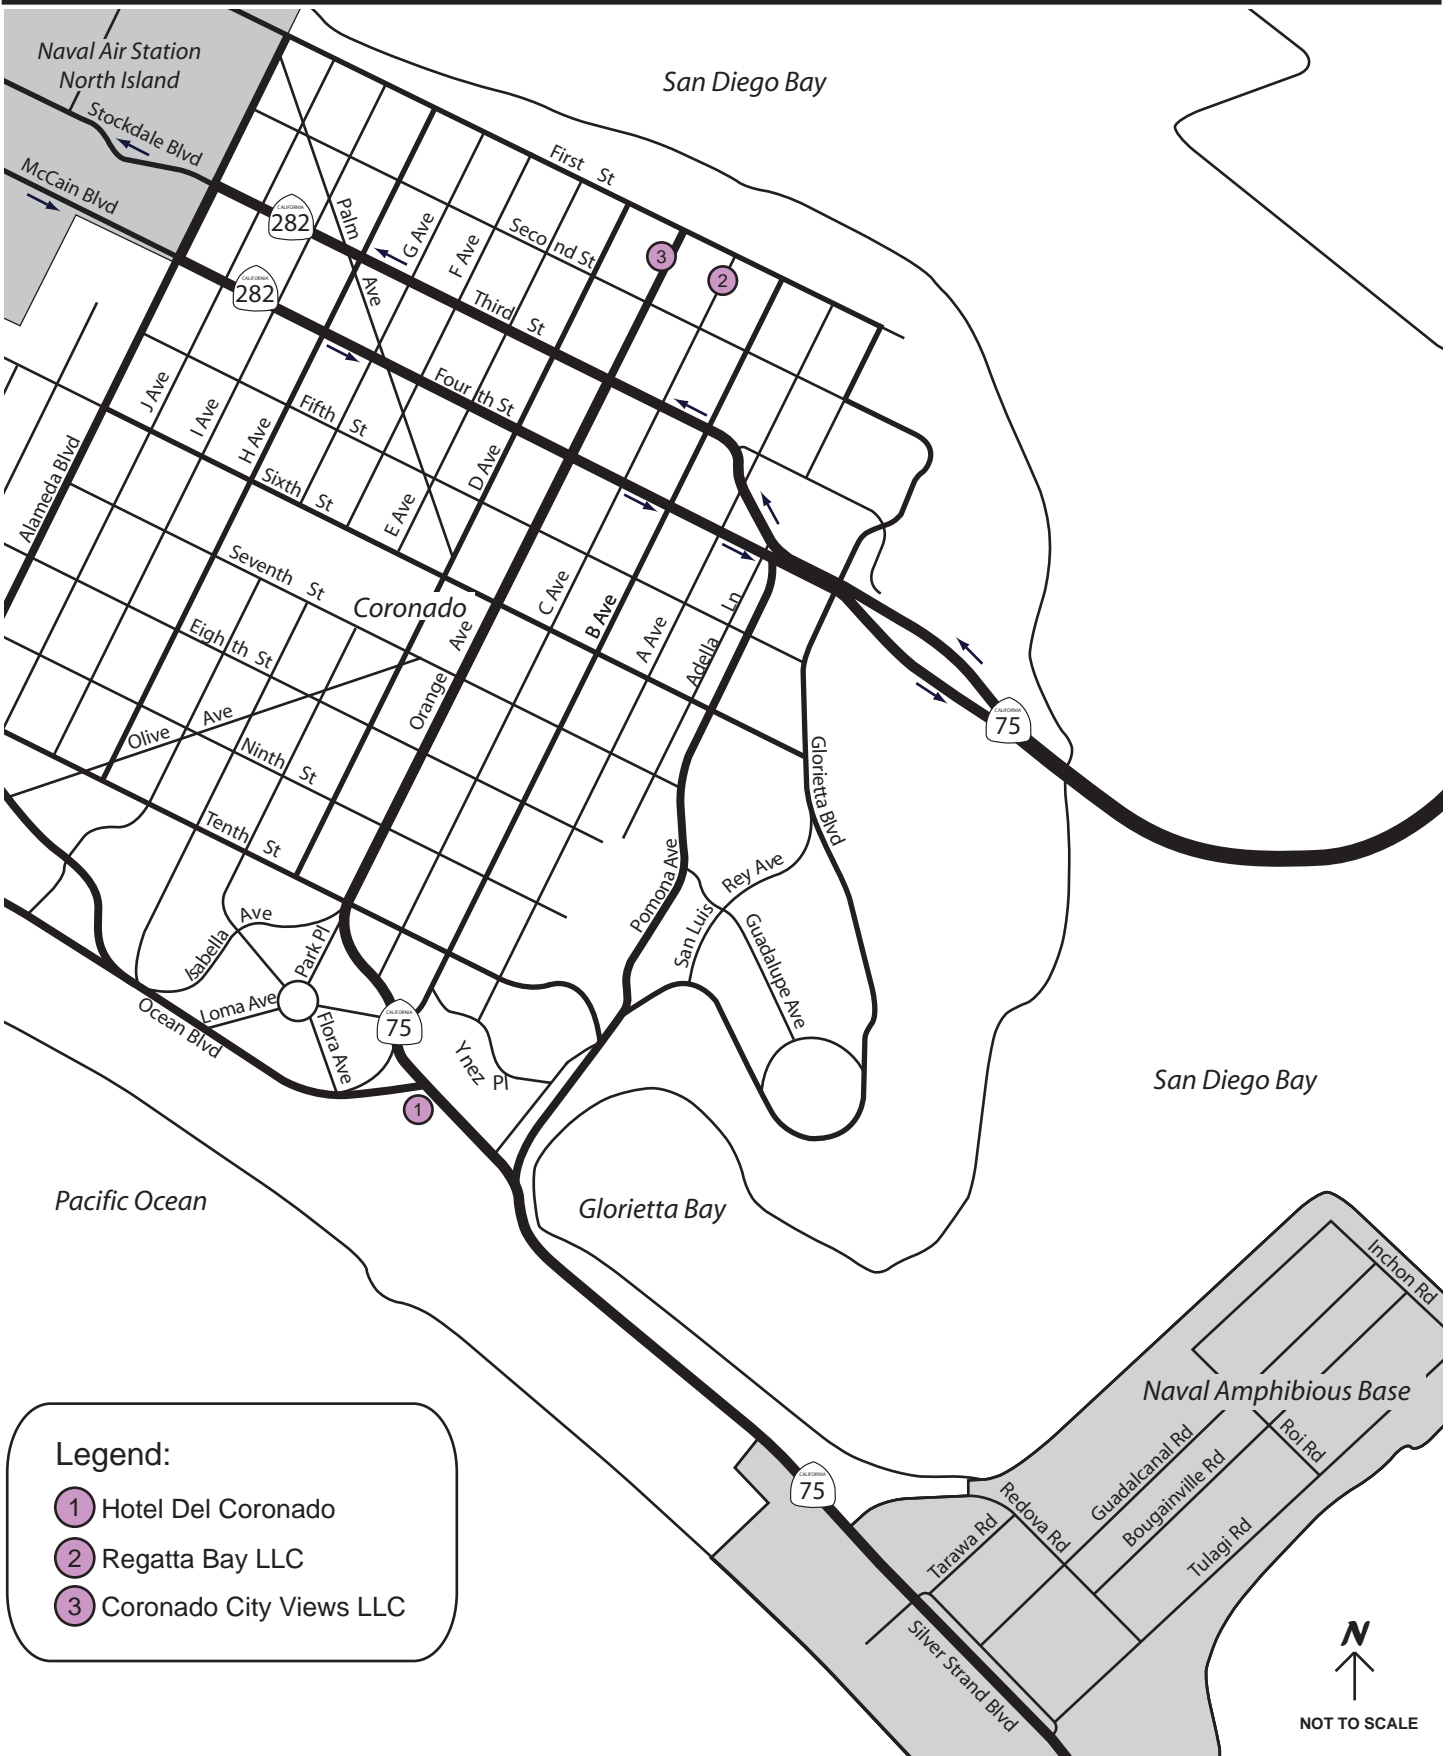 Naval Air Station
North Island
San Diego Bay
Stockdale Blvd
McCain Blvd
First St
CALIFORNIA
282
Palm Ave
G Ave
F Ave
Second St
3
2
CALIFORNIA
282
Third St
Fourth St
J Ave
I Ave
H Ave
Fifth St
Sixth St
E Ave
D Ave
Alameda Blvd
Seventh St
Coronado
C Ave
B Ave
A Ave
Adella Ln
Eighth St
Orange Ave
Olive Ave
Ninth St
CALIFORNIA
75
Glorietta Blvd
Tenth St
Pomona Ave
Rey Ave
San Luis
Guadalupe Ave
Isabella Ave
Park Pl
Loma Ave
Flora Ave
Ocean Blvd
CALIFORNIA
75
Ynez Pl
1
San Diego Bay
Pacific Ocean
Glorietta Bay
Inchon Rd
Naval Amphibious Base
Roi Rd
Guadalcanal Rd
Bougainville Rd
Tulagi Rd
CALIFORNIA
75
Redova Rd
Tarawa Rd
Silver Strand Blvd
Legend:
1 Hotel Del Coronado
2 Regatta Bay LLC
3 Coronado City Views LLC
N
NOT TO SCALE